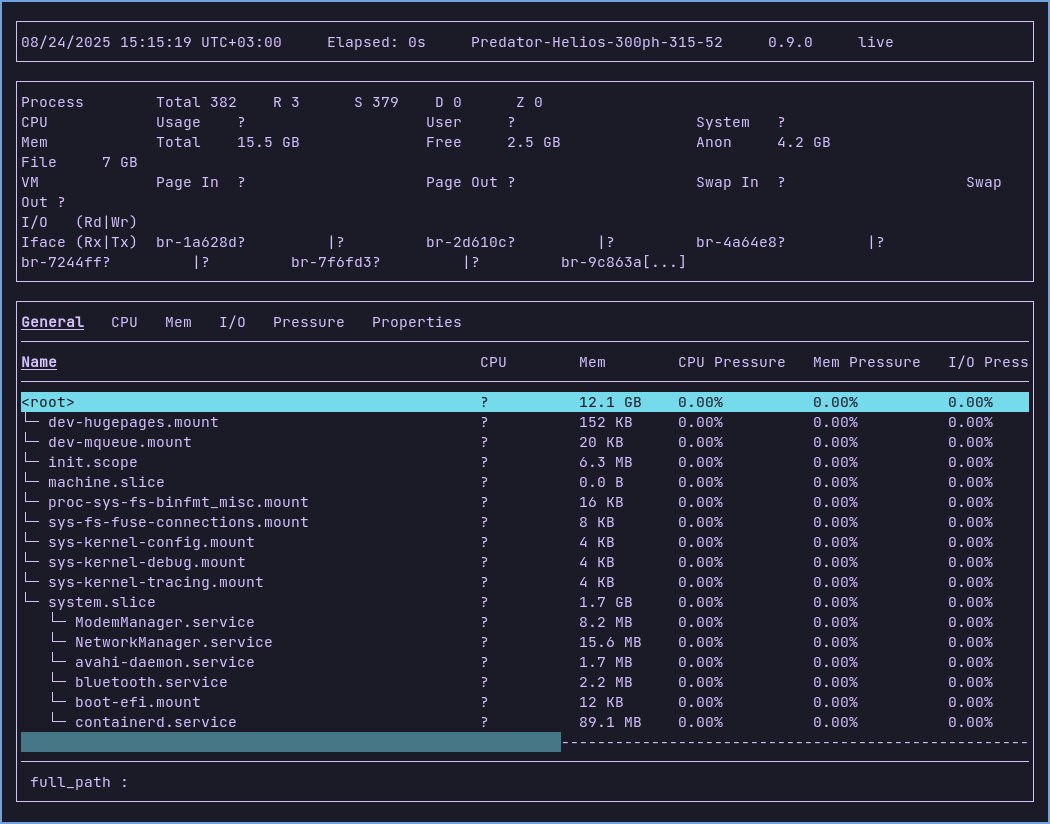 08/24/2025 15:15:19 UTC+03:00     Elapsed: 0s     Predator-Helios-300ph-315-52     0.9.0     live
Process        Total 382    R 3      S 379    D 0      Z 0
CPU            Usage    ?                    User     ?                    System   ?
Mem            Total    15.5 GB              Free     2.5 GB               Anon     4.2 GB
File     7 GB
VM             Page In  ?                    Page Out ?                    Swap In  ?                    Swap
Out ?
I/O   (Rd|Wr)
Iface (Rx|Tx)  br-1a628d?         |?         br-2d610c?         |?         br-4a64e8?         |?
br-7244ff?         |?         br-7f6fd3?         |?         br-9c863a[...]
General   CPU   Mem   I/O   Pressure   Properties
Name                                               CPU        Mem        CPU Pressure   Mem Pressure   I/O Press
<root>                                             ?          12.1 GB    0.00%          0.00%          0.00%
└─ dev-hugepages.mount                             ?          152 KB     0.00%          0.00%          0.00%
└─ dev-mqueue.mount                                ?          20 KB      0.00%          0.00%          0.00%
└─ init.scope                                      ?          6.3 MB     0.00%          0.00%          0.00%
└─ machine.slice                                   ?          0.0 B      0.00%          0.00%          0.00%
└─ proc-sys-fs-binfmt_misc.mount                   ?          16 KB      0.00%          0.00%          0.00%
└─ sys-fs-fuse-connections.mount                   ?          8 KB       0.00%          0.00%          0.00%
└─ sys-kernel-config.mount                         ?          4 KB       0.00%          0.00%          0.00%
└─ sys-kernel-debug.mount                          ?          4 KB       0.00%          0.00%          0.00%
└─ sys-kernel-tracing.mount                        ?          4 KB       0.00%          0.00%          0.00%
└─ system.slice                                    ?          1.7 GB     0.00%          0.00%          0.00%
   └─ ModemManager.service                         ?          8.2 MB     0.00%          0.00%          0.00%
   └─ NetworkManager.service                       ?          15.6 MB    0.00%          0.00%          0.00%
   └─ avahi-daemon.service                         ?          1.7 MB     0.00%          0.00%          0.00%
   └─ bluetooth.service                            ?          2.2 MB     0.00%          0.00%          0.00%
   └─ boot-efi.mount                               ?          12 KB      0.00%          0.00%          0.00%
   └─ containerd.service                           ?          89.1 MB    0.00%          0.00%          0.00%
full_path :